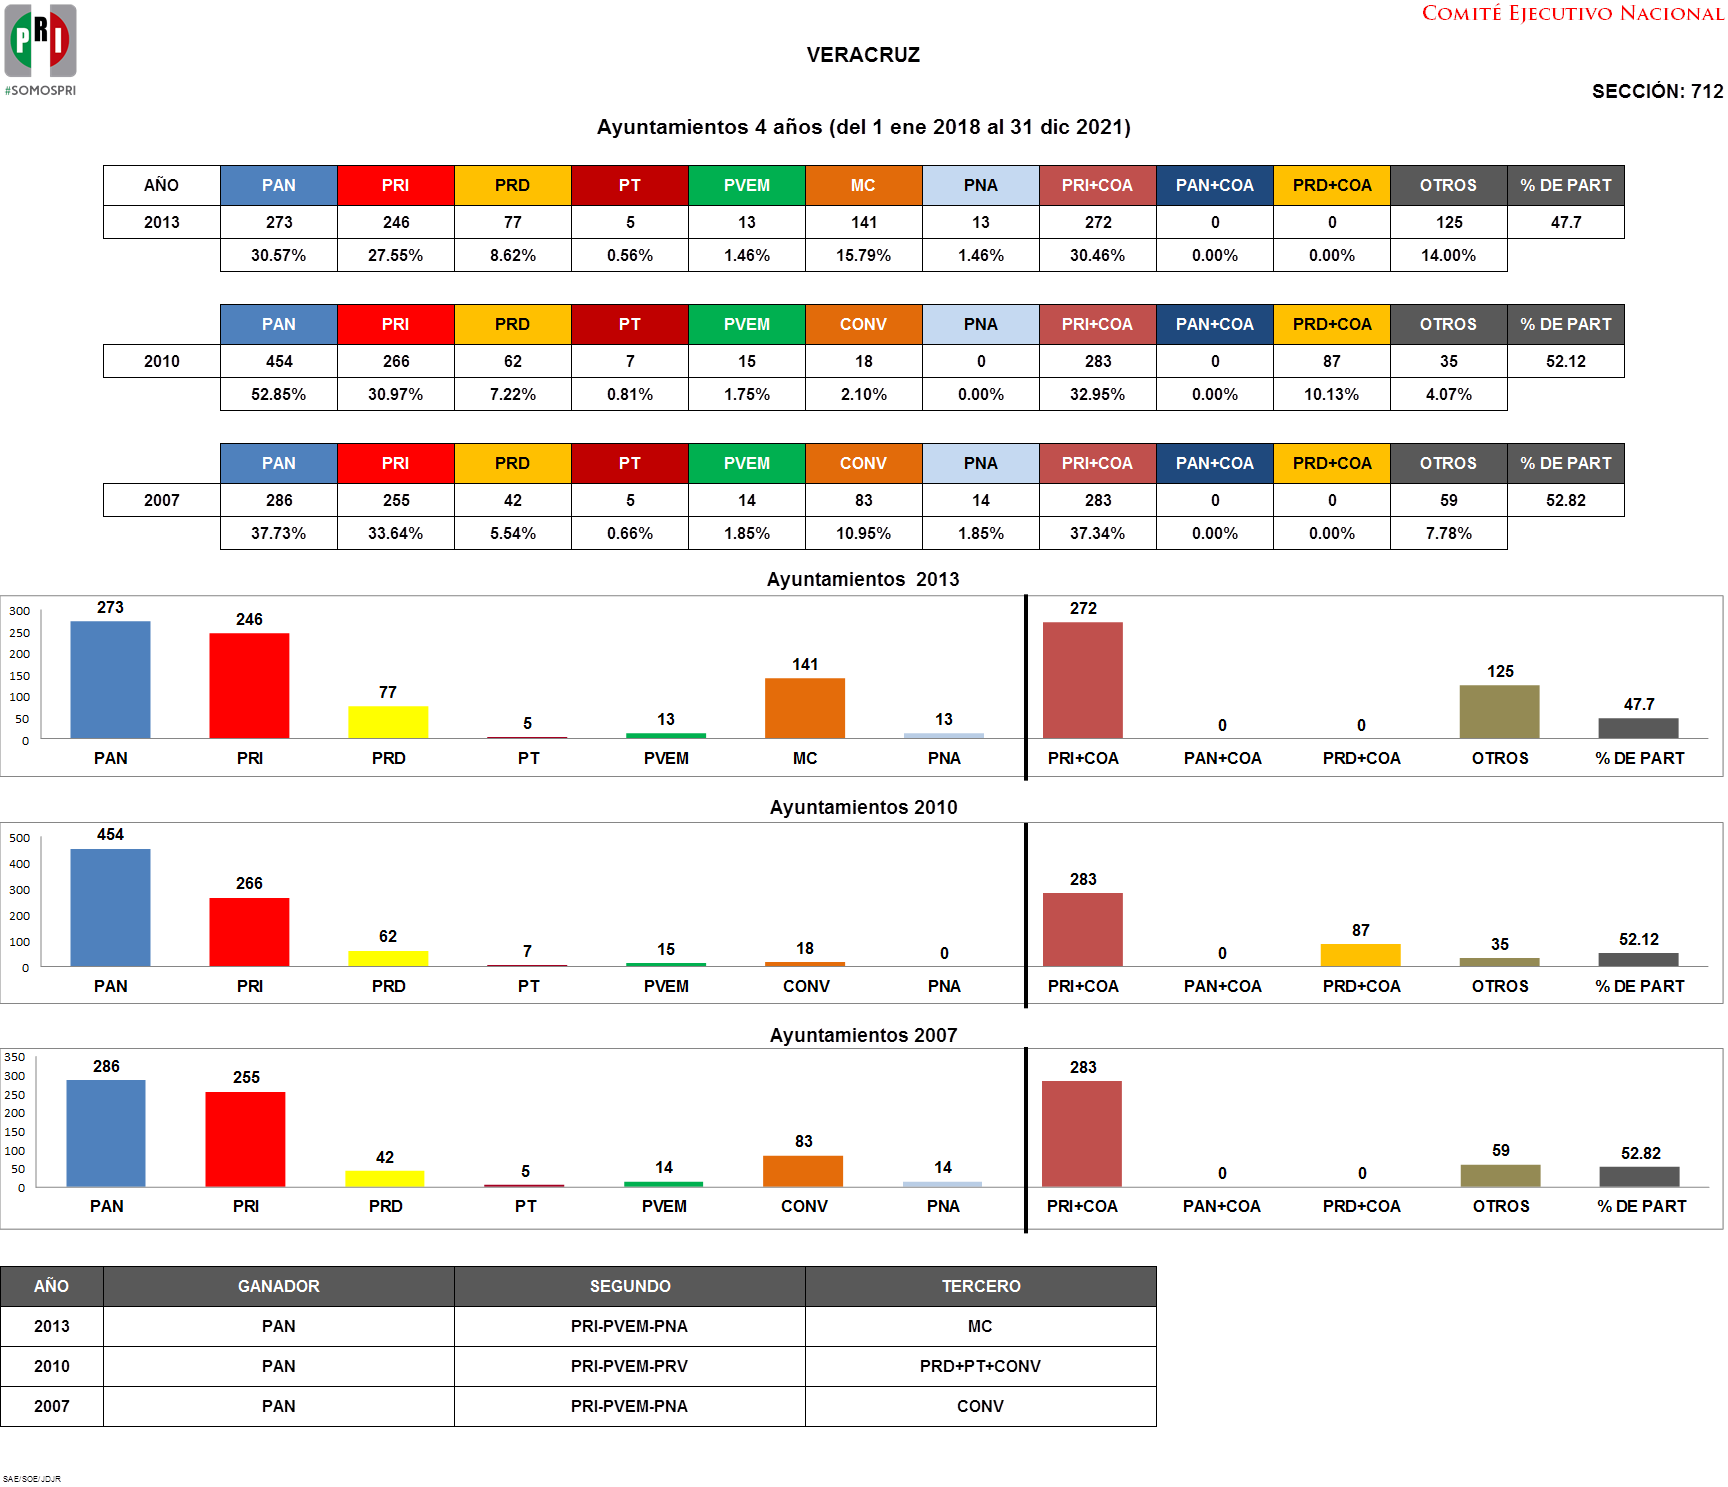 PRI
#SOMOSPRI
COMITÉ EJECUTIVO NACIONAL
VERACRUZ
SECCIÓN: 712
Ayuntamientos 4 años (del 1 ene 2018 al 31 dic 2021)
AÑO PAN PRI PRD PT PVEM MC PNA PRI+COA PAN+COA PRD+COA OTROS % DE PART
2013 273 246 77 5 13 141 13 272 0 0 125 47.7
30.57% 27.55% 8.62% 0.56% 1.46% 15.79% 1.46% 30.46% 0.00% 0.00% 14.00%
PAN PRI PRD PT PVEM CONV PNA PRI+COA PAN+COA PRD+COA OTROS % DE PART
2010 454 266 62 7 15 18 0 283 0 87 35 52.12
52.85% 30.97% 7.22% 0.81% 1.75% 2.10% 0.00% 32.95% 0.00% 10.13% 4.07%
PAN PRI PRD PT PVEM CONV PNA PRI+COA PAN+COA PRD+COA OTROS % DE PART
2007 286 255 42 5 14 83 14 283 0 0 59 52.82
37.73% 33.64% 5.54% 0.66% 1.85% 10.95% 1.85% 37.34% 0.00% 0.00% 7.78%
Ayuntamientos 2013
300
250
200
150
100
50
0
273 246 77 5 13 141 13 272 0 0 125 47.7
PAN PRI PRD PT PVEM MC PNA PRI+COA PAN+COA PRD+COA OTROS % DE PART
Ayuntamientos 2010
500
400
300
200
100
0
454 266 62 7 15 18 0 283 0 87 35 52.12
PAN PRI PRD PT PVEM CONV PNA PRI+COA PAN+COA PRD+COA OTROS % DE PART
Ayuntamientos 2007
350
300
250
200
150
100
50
0
286 255 42 5 14 83 14 283 0 0 59 52.82
PAN PRI PRD PT PVEM CONV PNA PRI+COA PAN+COA PRD+COA OTROS % DE PART
AÑO GANADOR SEGUNDO TERCERO
2013 PAN PRI-PVEM-PNA MC
2010 PAN PRI-PVEM-PRV PRD+PT+CONV
2007 PAN PRI-PVEM-PNA CONV
SAE/SOE/JDJR